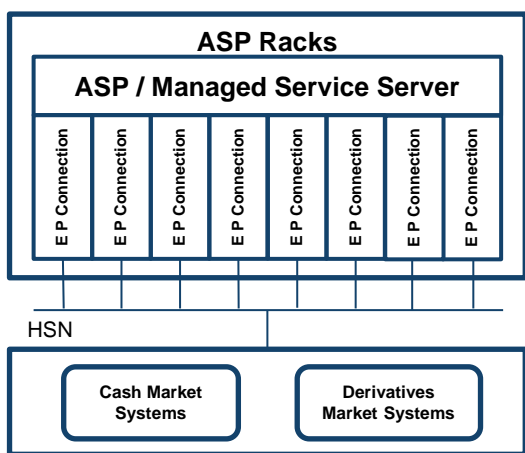 ASP Racks
ASP / Managed Service Server
E P Connection
E P Connection
E P Connection
E P Connection
E P Connection
E P Connection
E P Connection
E P Connection
HSN
Cash Market
Systems
Derivatives
Market Systems